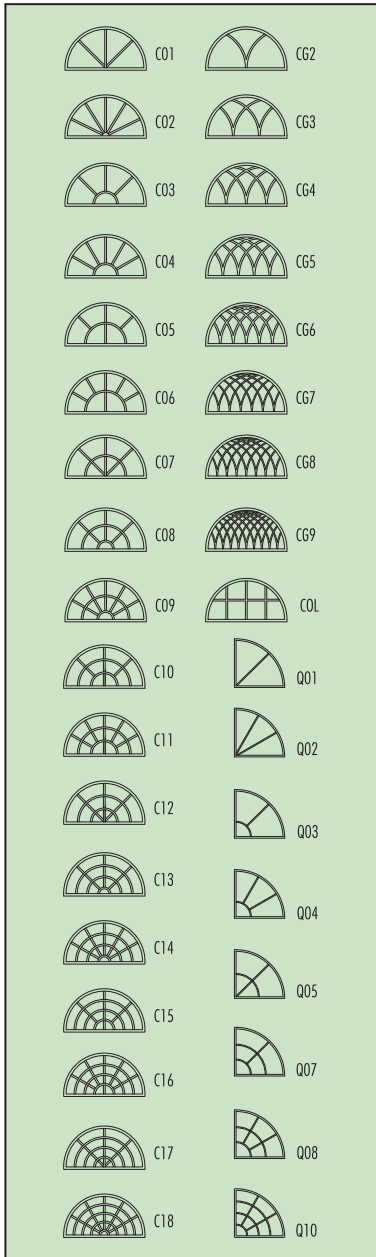 C01 CG2
C02 CG3
C03 CG4
C04 CG5
C05 CG6
C06 CG7
C07 CG8
C08 CG9
C09 COL
C10 Q01
C11 Q02
C12 Q03
C13 Q04
C14 Q05
C15 Q07
C16 Q08
C17 Q10
C18